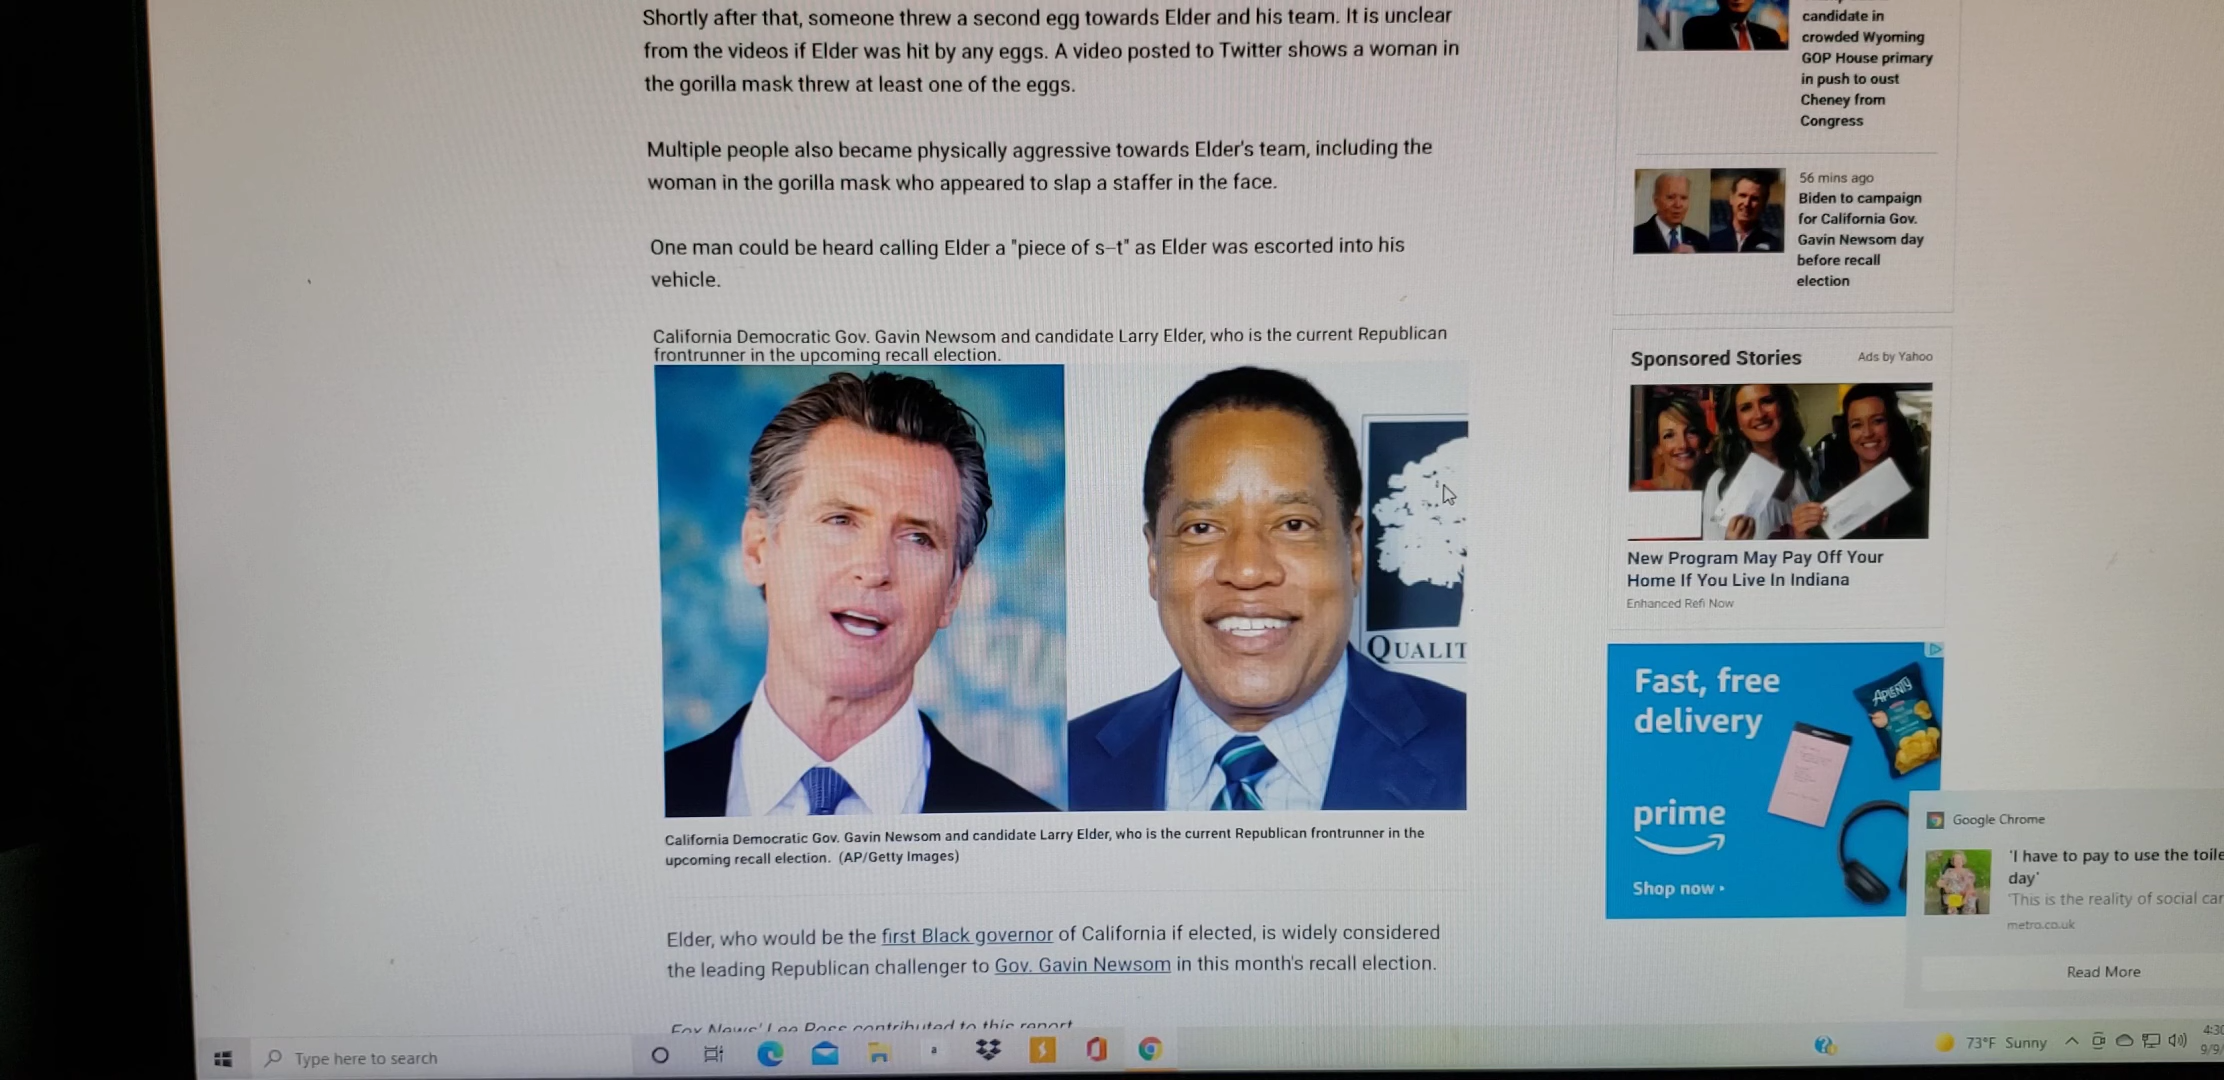 Shortly after that, someone threw a second egg towards Elder and his team. It is unclear
from the videos if Elder was hit by any eggs. A video posted to Twitter shows a woman in
the gorilla mask threw at least one of the eggs.
Multiple people also became physically aggressive towards Elder's team, including the
woman in the gorilla mask who appeared to slap a staffer in the face.
One man could be heard calling Elder a "piece of s–t" as Elder was escorted into his
vehicle.
California Democratic Gov. Gavin Newsom and candidate Larry Elder, who is the current Republican
frontrunner in the upcoming recall election.
QUALIT
California Democratic Gov. Gavin Newsom and candidate Larry Elder, who is the current Republican frontrunner in the
upcoming recall election. (AP/Getty Images)
Elder, who would be the first Black governor of California if elected, is widely considered
the leading Republican challenger to Gov. Gavin Newsom in this month's recall election.
Fox News' Lee Ross contributed to this report
candidate in
crowded Wyoming
GOP House primary
in push to oust
Cheney from
Congress
56 mins ago
Biden to campaign
for California Gov.
Gavin Newsom day
before recall
election
Sponsored Stories
Ads by Yahoo
New Program May Pay Off Your
Home If You Live In Indiana
Enhanced Refi Now
Fast, free
delivery
APLENTY
prime
Shop now
Google Chrome
'I have to pay to use the toile
day'
'This is the reality of social car
metro.co.uk
Read More
Type here to search
a
73°F Sunny
4:30
9/9/